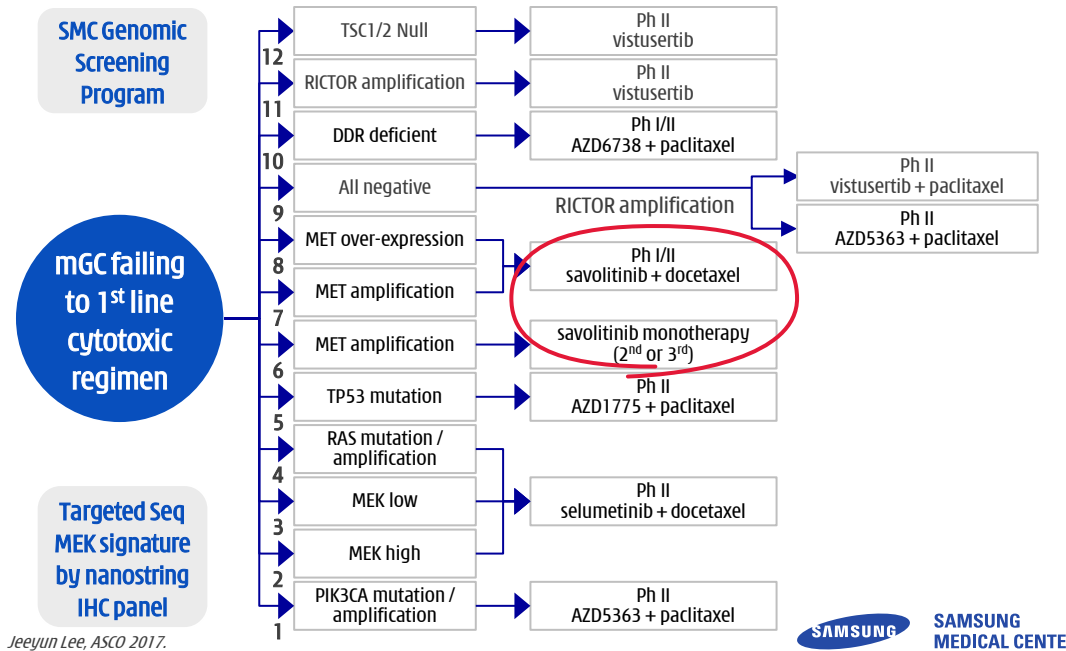 SMC Genomic
Screening
Program
mGC failing
to 1st line
cytotoxic
regimen
Targeted Seq
MEK signature
by nanostring
IHC panel
12
TSC1/2 Null
Ph II
vistusertib
11
RICTOR amplification
Ph II
vistusertib
10
DDR deficient
Ph I/II
AZD6738 + paclitaxel
9
All negative
RICTOR amplification
Ph II
vistusertib + paclitaxel
Ph II
AZD5363 + paclitaxel
8
MET over-expression
Ph I/II
savolitinib + docetaxel
7
MET amplification
6
MET amplification
savolitinib monotherapy
(2nd or 3rd)
5
TP53 mutation
Ph II
AZD1775 + paclitaxel
4
RAS mutation /
amplification
3
MEK low
Ph II
selumetinib + docetaxel
2
MEK high
1
PIK3CA mutation /
amplification
Ph II
AZD5363 + paclitaxel
Jeeyun Lee, ASCO 2017.
SAMSUNG
SAMSUNG
MEDICAL CENTE